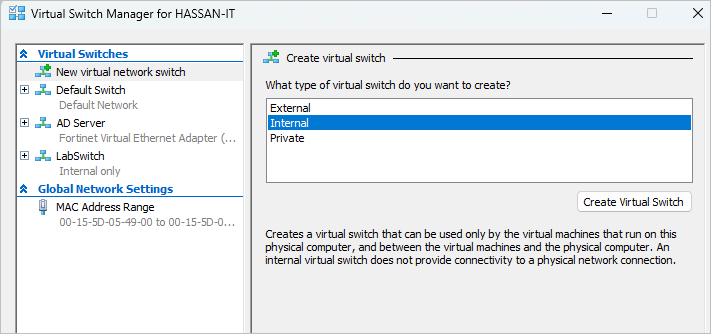 Virtual Switch Manager for HASSAN-IT
Virtual Switches
New virtual network switch
Default Switch
Default Network
AD Server
Fortinet Virtual Ethernet Adapter (...
LabSwitch
Internal only
Global Network Settings
MAC Address Range
00-15-5D-05-49-00 to 00-15-5D-0...
Create virtual switch
What type of virtual switch do you want to create?
External
Internal
Private
Create Virtual Switch
Creates a virtual switch that can be used only by the virtual machines that run on this
physical computer, and between the virtual machines and the physical computer. An
internal virtual switch does not provide connectivity to a physical network connection.